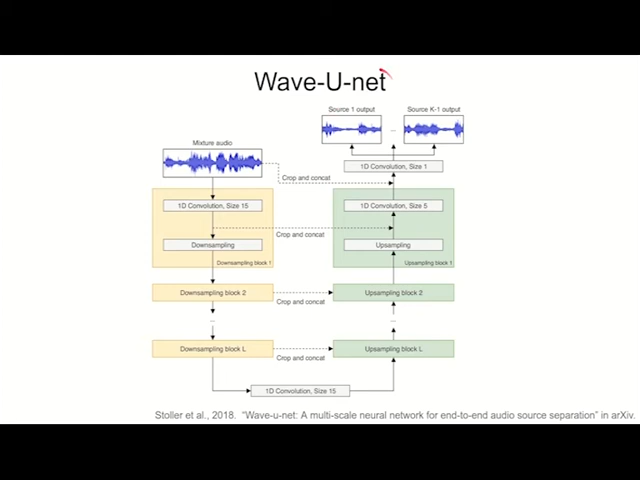 Wave-U-net
Source 1 output
Source K-1 output
...
Mixture audio
1D Convolution, Size 1
Crop and concat
1D Convolution, Size 15
1D Convolution, Size 5
Crop and concat
Downsampling
Upsampling
Downsampling block 1
Upsampling block 1
Downsampling block 2
Upsampling block 2
Crop and concat
...
...
Downsampling block L
Upsampling block L
Crop and concat
1D Convolution, Size 15
Stoller et al., 2018. "Wave-u-net: A multi-scale neural network for end-to-end audio source separation" in arXiv.